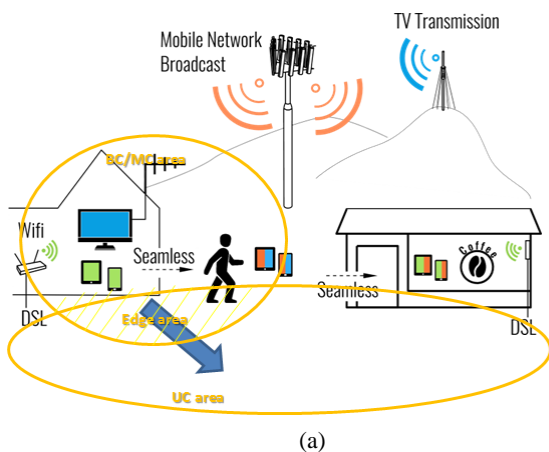 TV Transmission
Mobile Network
Broadcast
BC/MC area
Wifi
Seamless
Coffee
Seamless
DSL
Edge area
DSL
UC area
(a)